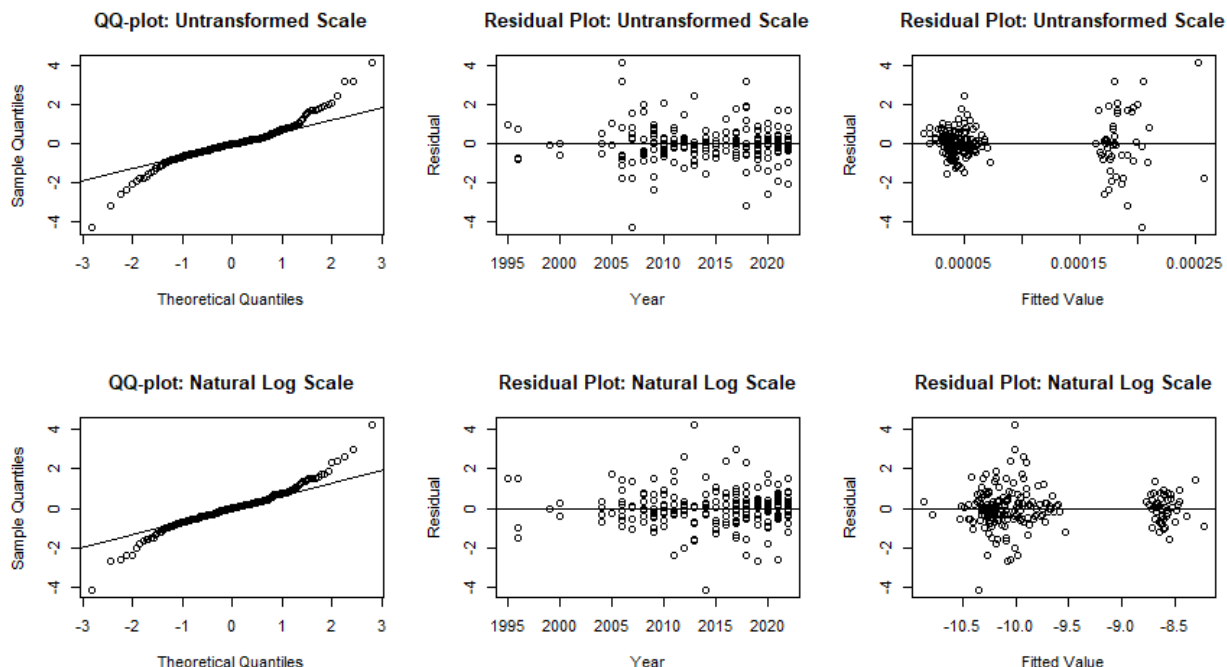 QQ-plot: Untransformed Scale
Sample Quantiles
4
2
0
-2
-4
-3 -2 -1 0 1 2 3
Theoretical Quantiles
Residual Plot: Untransformed Scale
Residual
4
2
0
-2
-4
1995 2000 2005 2010 2015 2020
Year
Residual Plot: Untransformed Scale
Residual
4
2
0
-2
-4
0.00005 0.00015 0.00025
Fitted Value
QQ-plot: Natural Log Scale
Sample Quantiles
4
2
0
-2
-4
-3 -2 -1 0 1 2 3
Theoretical Quantiles
Residual Plot: Natural Log Scale
Residual
4
2
0
-2
-4
1995 2000 2005 2010 2015 2020
Year
Residual Plot: Natural Log Scale
Residual
4
2
0
-2
-4
-10.5 -10.0 -9.5 -9.0 -8.5
Fitted Value